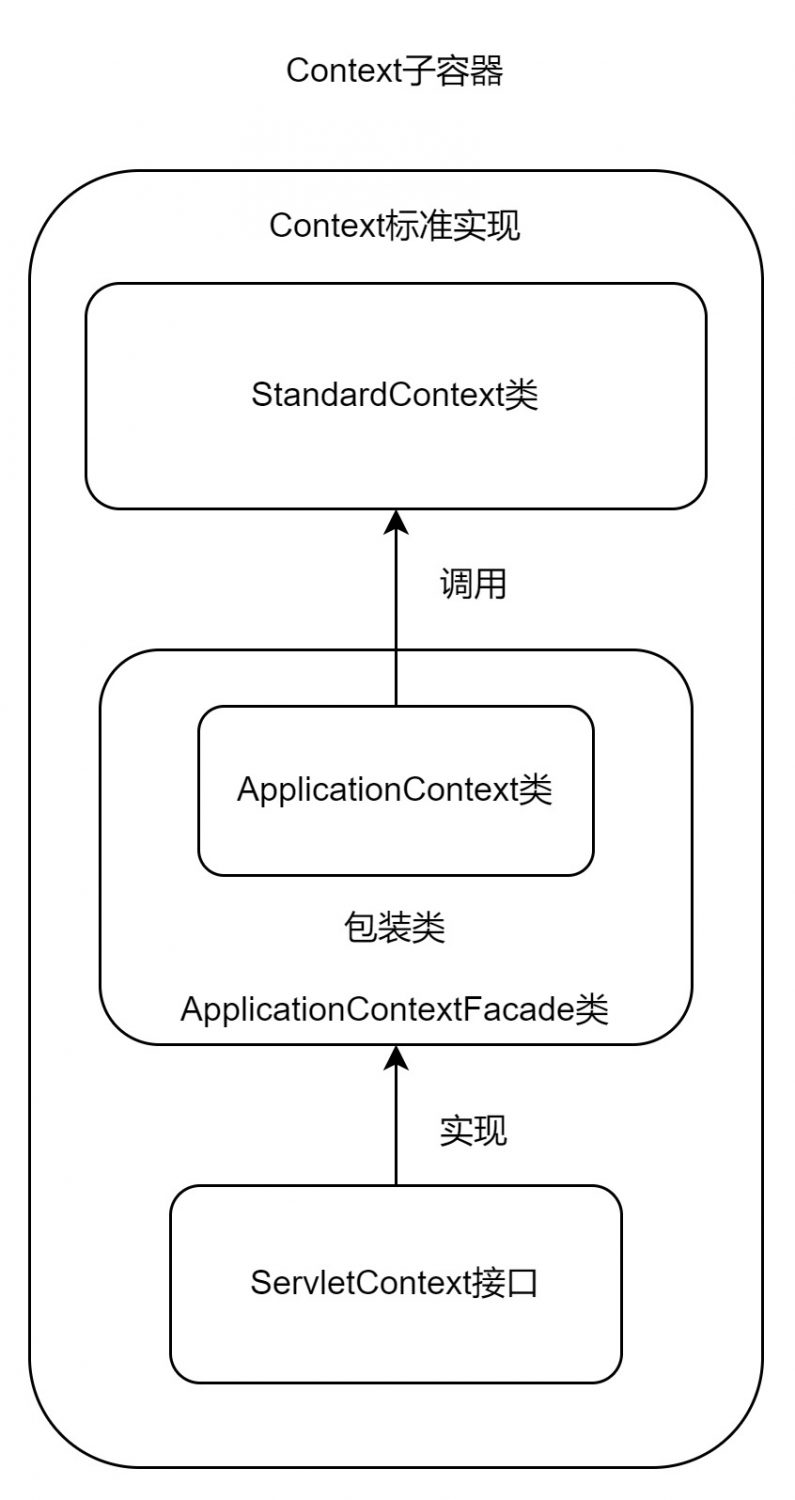 Context子容器
Context标准实现
StandardContext类
调用
ApplicationContext类
包装类
ApplicationContextFacade类
实现
ServletContext接口